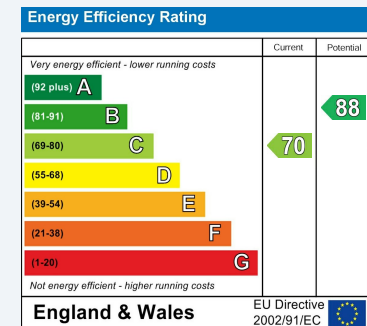 Energy Efficiency Rating
Current Potential
Very energy efficient - lower running costs
(92 plus) A
(81-91) B
88
(69-80) C
70
(55-68) D
(39-54) E
(21-38) F
(1-20) G
Not energy efficient - higher running costs
England & Wales
EU Directive
2002/91/EC